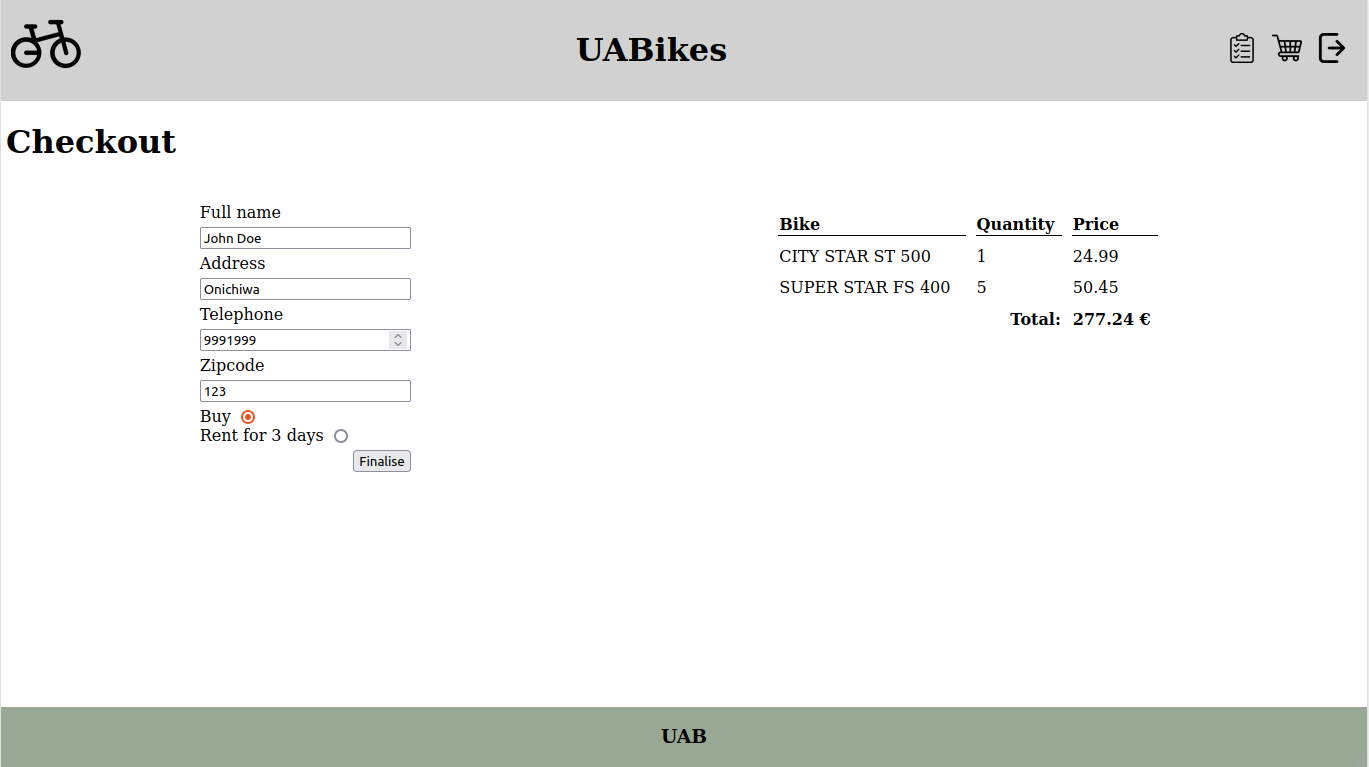 UABikes
Checkout
Full name
John Doe
Address
Onichiwa
Telephone
9991999
Zipcode
123
Buy
Rent for 3 days
Finalise
Bike Quantity Price
CITY STAR ST 500 1 24.99
SUPER STAR FS 400 5 50.45
Total: 277.24 €
UAB